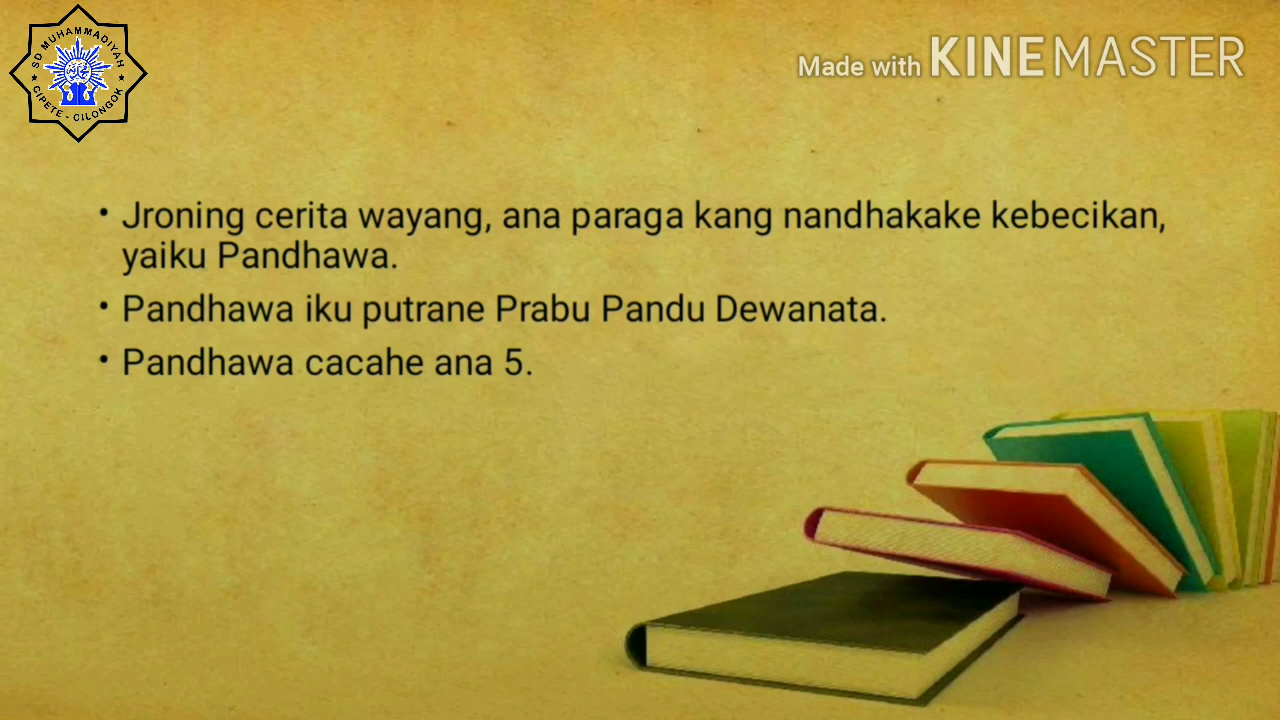 SD MUHAMMADIYAH
CIPETE - CILONGOK
Made with KINEMASTER
• Jroning cerita wayang, ana paraga kang nandhakake kebecikan,
yaiku Pandhawa.
• Pandhawa iku putrane Prabu Pandu Dewanata.
• Pandhawa cacahe ana 5.